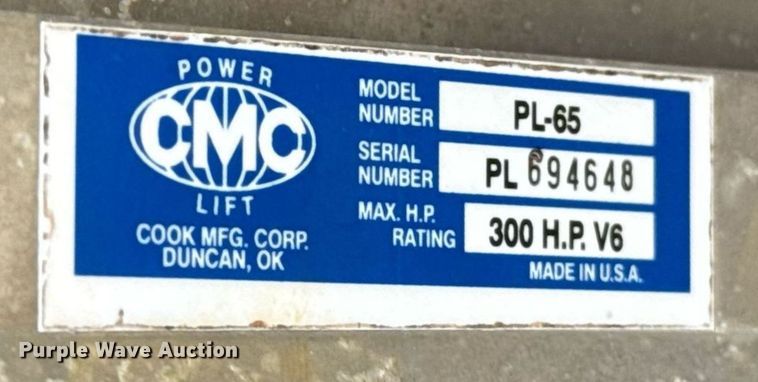 POWER
CMC
LIFT
COOK MFG. CORP.
DUNCAN, OK
MODEL
NUMBER
PL-65
SERIAL
NUMBER
PL 694648
MAX. H.P.
RATING
300 H.P. V6
MADE IN U.S.A.
Purple Wave Auction